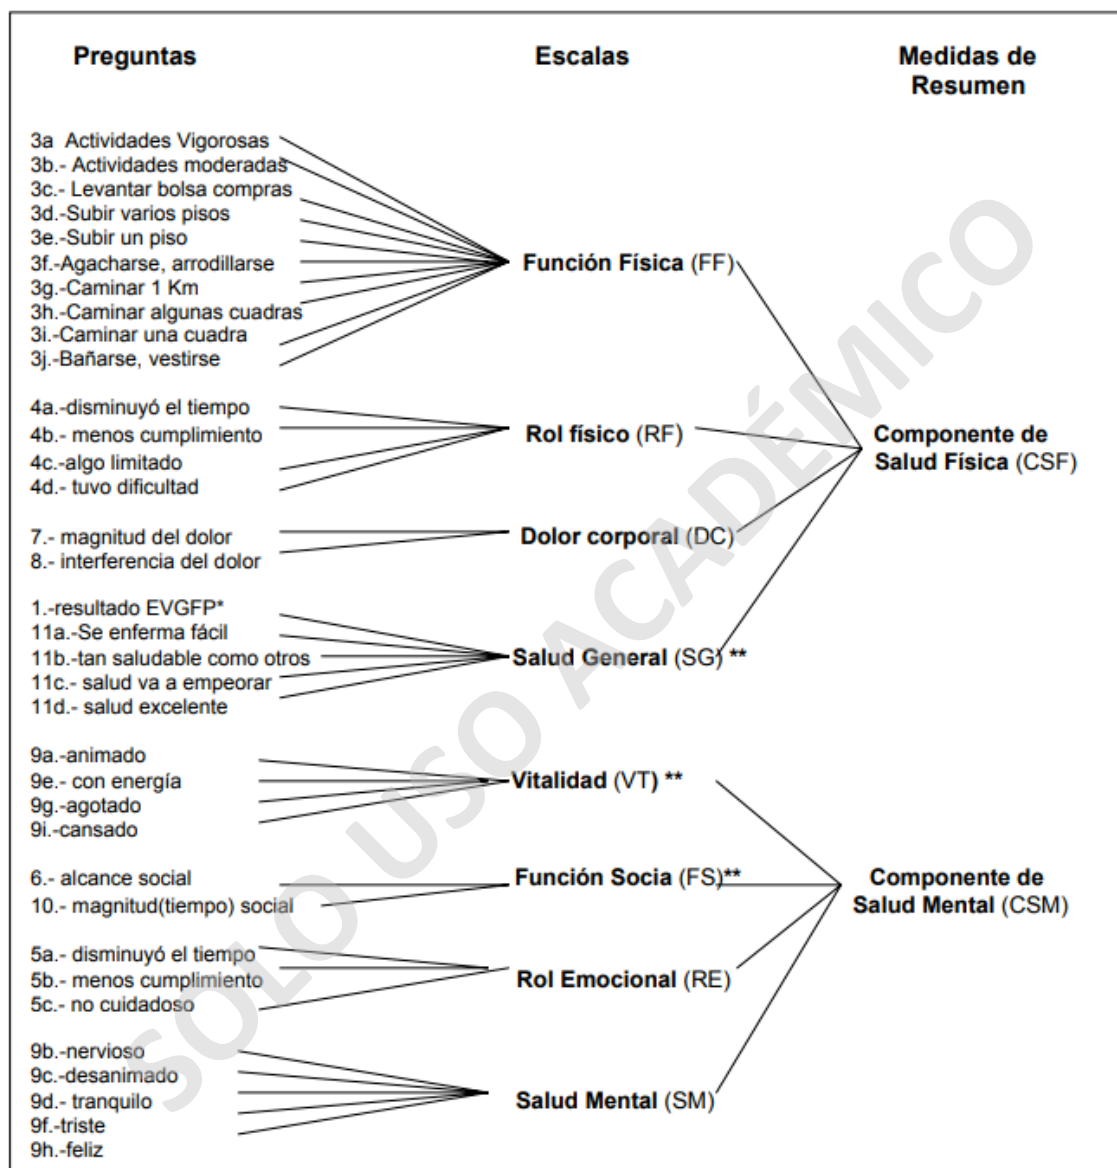 Preguntas
Escalas
Medidas de
Resumen
3a Actividades Vigorosas
3b.- Actividades moderadas
3c.- Levantar bolsa compras
3d.-Subir varios pisos
3e.-Subir un piso
3f.-Agacharse, arrodillarse
3g.-Caminar 1 Km
3h.-Caminar algunas cuadras
3i.-Caminar una cuadra
3j.-Bañarse, vestirse
Función Física (FF)
4a.-disminuyó el tiempo
4b.- menos cumplimiento
4c.-algo limitado
4d.- tuvo dificultad
Rol físico (RF)
Componente de
Salud Física (CSF)
7.- magnitud del dolor
8.- interferencia del dolor
Dolor corporal (DC)
1.-resultado EVGFP*
11a.-Se enferma fácil
11b.-tan saludable como otros
11c.- salud va a empeorar
11d.- salud excelente
Salud General (SG) **
9a.-animado
9e.- con energía
9g.-agotado
9i.-cansado
Vitalidad (VT) **
6.- alcance social
10.- magnitud(tiempo) social
Función Socia (FS)**
Componente de
Salud Mental (CSM)
5a.- disminuyó el tiempo
5b.- menos cumplimiento
5c.- no cuidadoso
Rol Emocional (RE)
9b.-nervioso
9c.-desanimado
9d.- tranquilo
9f.-triste
9h.-feliz
Salud Mental (SM)
SOLO USO ACADÉMICO